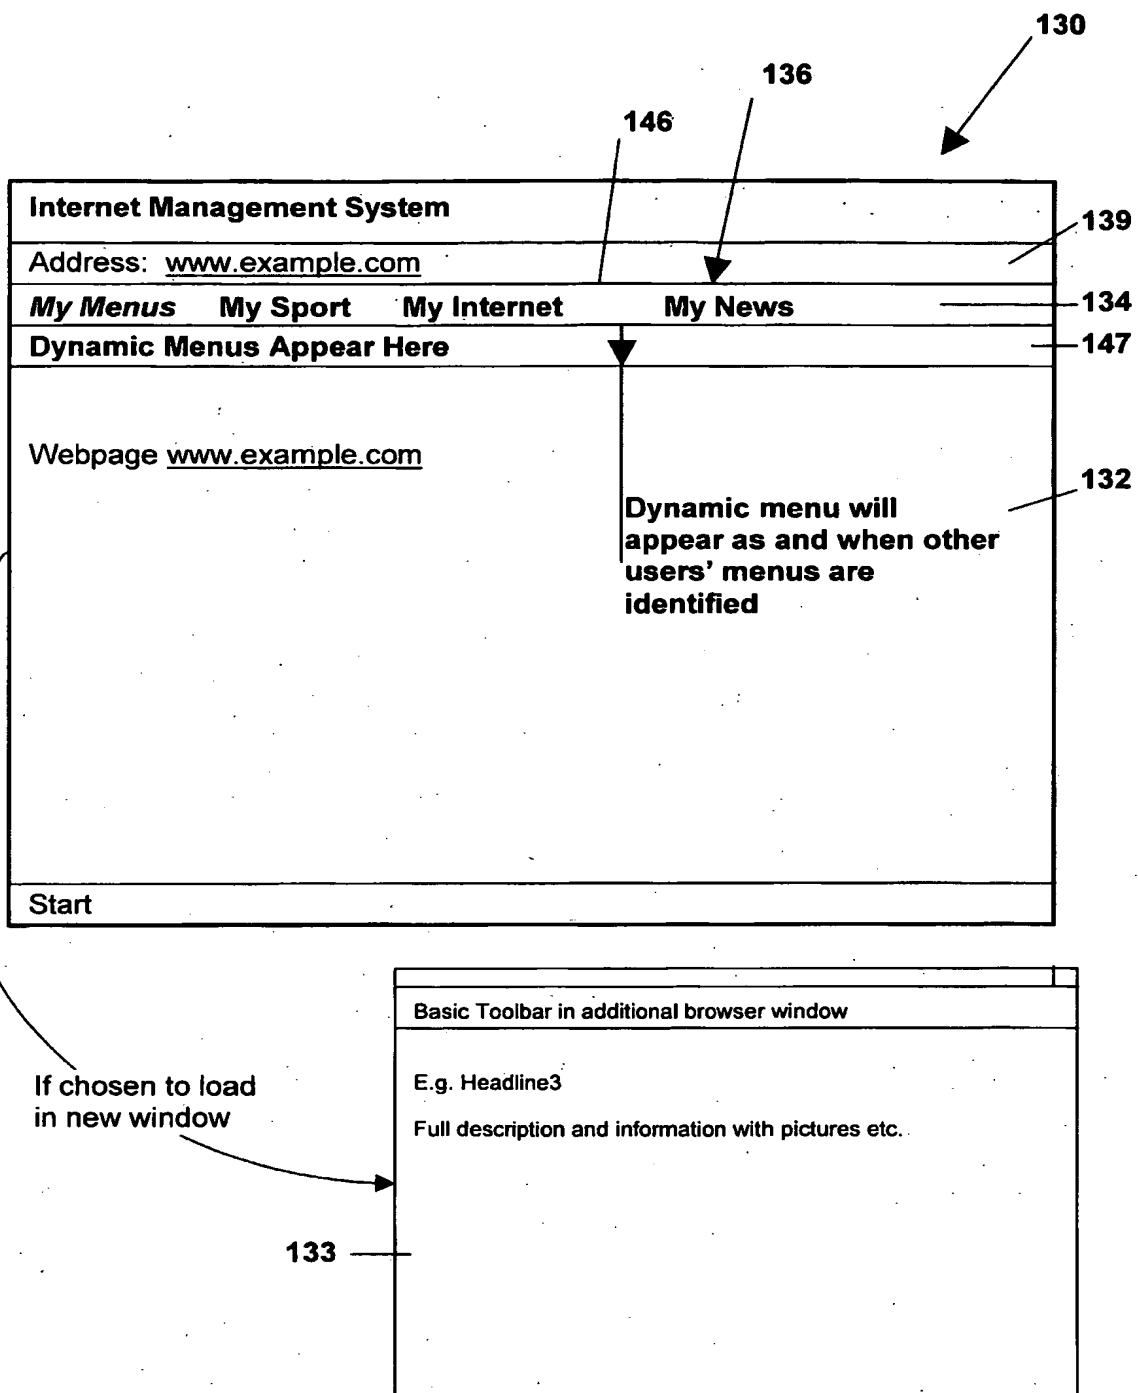 130
136
146
Internet Management System
139
Address: www.example.com
My Menus My Sport My Internet My News
134
Dynamic Menus Appear Here
147
Webpage www.example.com
132
Dynamic menu will
appear as and when other
users’ menus are
identified
Start
Basic Toolbar in additional browser window
E.g. Headline3
Full description and information with pictures etc.
If chosen to load
in new window
133